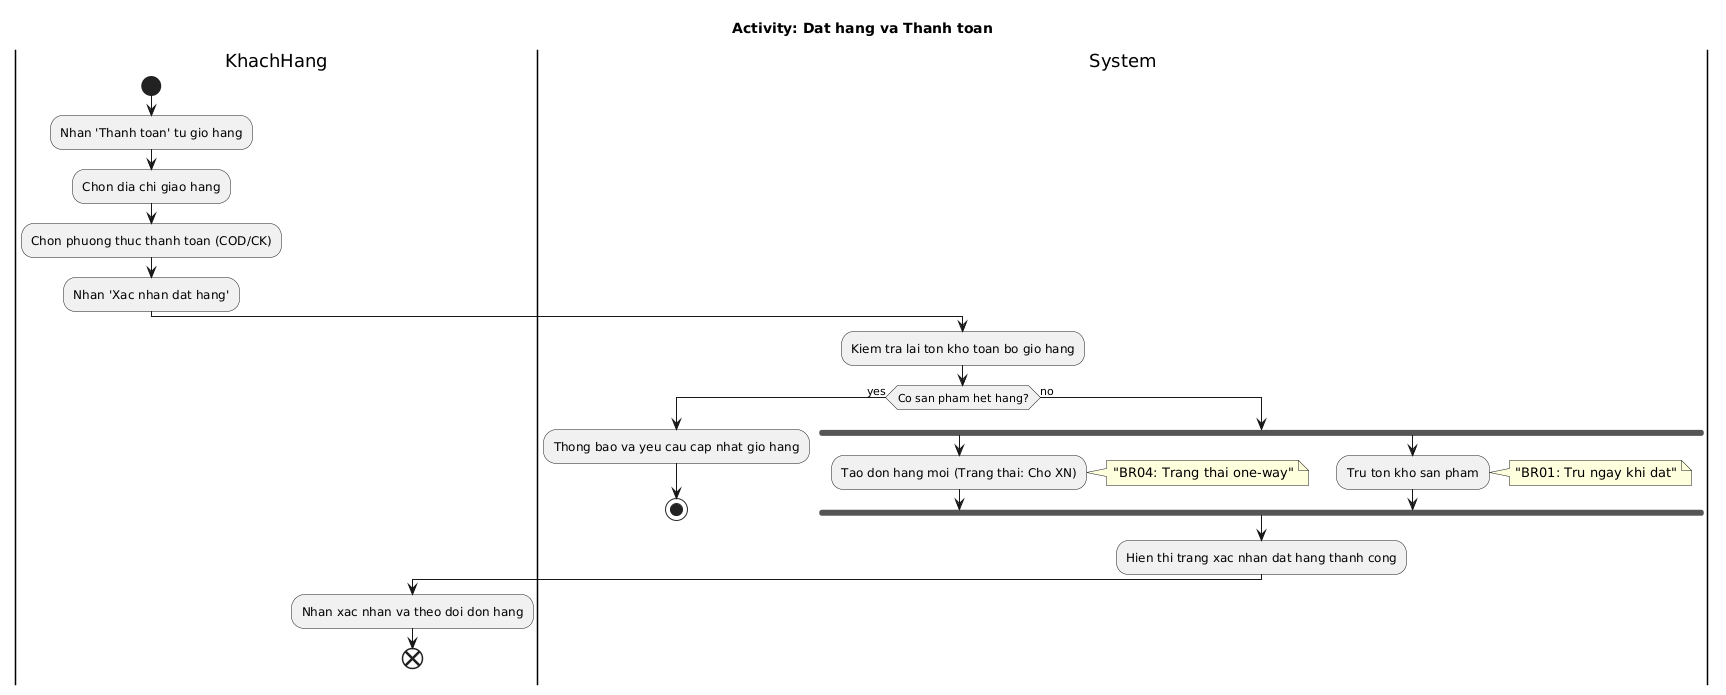 Activity: Dat hang va Thanh toan
KhachHang
System
Nhan 'Thanh toan' tu gio hang
Chon dia chi giao hang
Chon phuong thuc thanh toan (COD/CK)
Nhan 'Xac nhan dat hang'
Kiem tra lai ton kho toan bo gio hang
yes
Co san pham het hang?
no
Thong bao va yeu cau cap nhat gio hang
Tao don hang moi (Trang thai: Cho XN)
"BR04: Trang thai one-way"
Tru ton kho san pham
"BR01: Tru ngay khi dat"
Hien thi trang xac nhan dat hang thanh cong
Nhan xac nhan va theo doi don hang